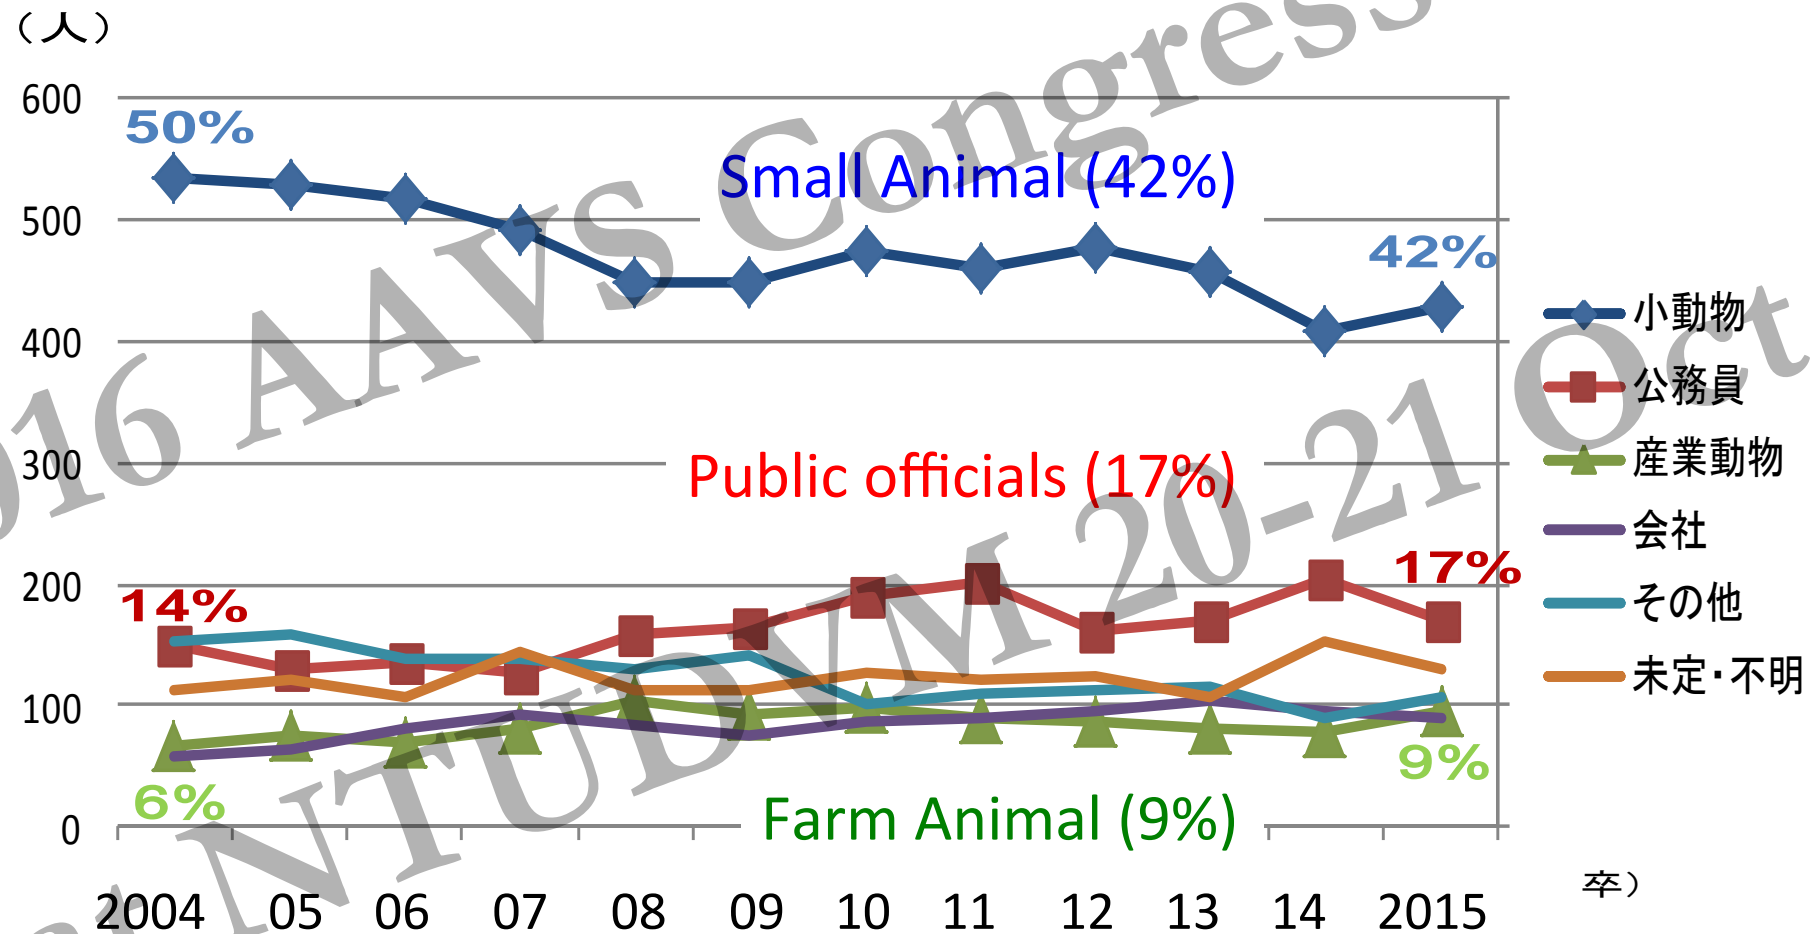 （人）
600
500
400
300
200
100
0
50%
Small Animal (42%)
42%
Public officials (17%)
14%
17%
6%
9%
Farm Animal (9%)
2004 05 06 07 08 09 10 11 12 13 14 2015
卒）
小動物
公務員
産業動物
会社
その他
未定・不明
016 AAVS Congress
at NTUDVM 20-21 Oct